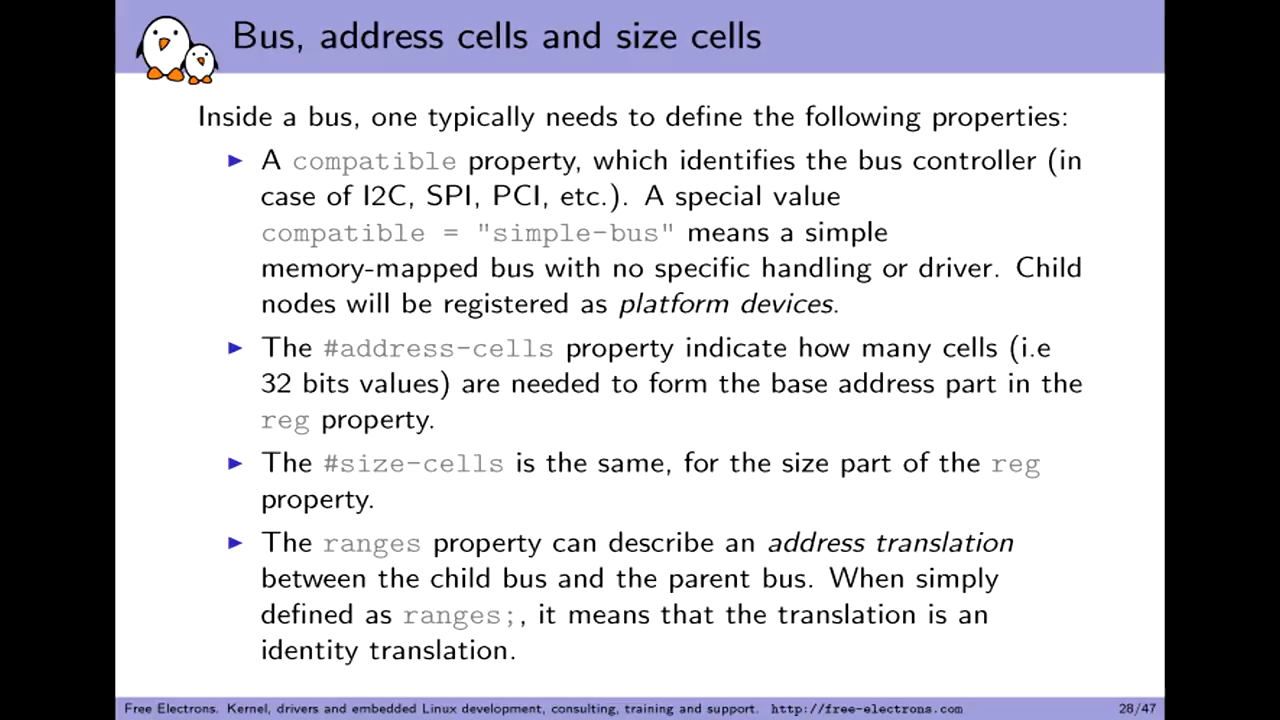 Bus, address cells and size cells
Inside a bus, one typically needs to define the following properties:
▶ A compatible property, which identifies the bus controller (in
case of I2C, SPI, PCI, etc.). A special value
compatible = "simple-bus" means a simple
memory-mapped bus with no specific handling or driver. Child
nodes will be registered as platform devices.
▶ The #address-cells property indicate how many cells (i.e
32 bits values) are needed to form the base address part in the
reg property.
▶ The #size-cells is the same, for the size part of the reg
property.
▶ The ranges property can describe an address translation
between the child bus and the parent bus. When simply
defined as ranges;, it means that the translation is an
identity translation.
Free Electrons. Kernel, drivers and embedded Linux development, consulting, training and support. http://free-electrons.com 28/47